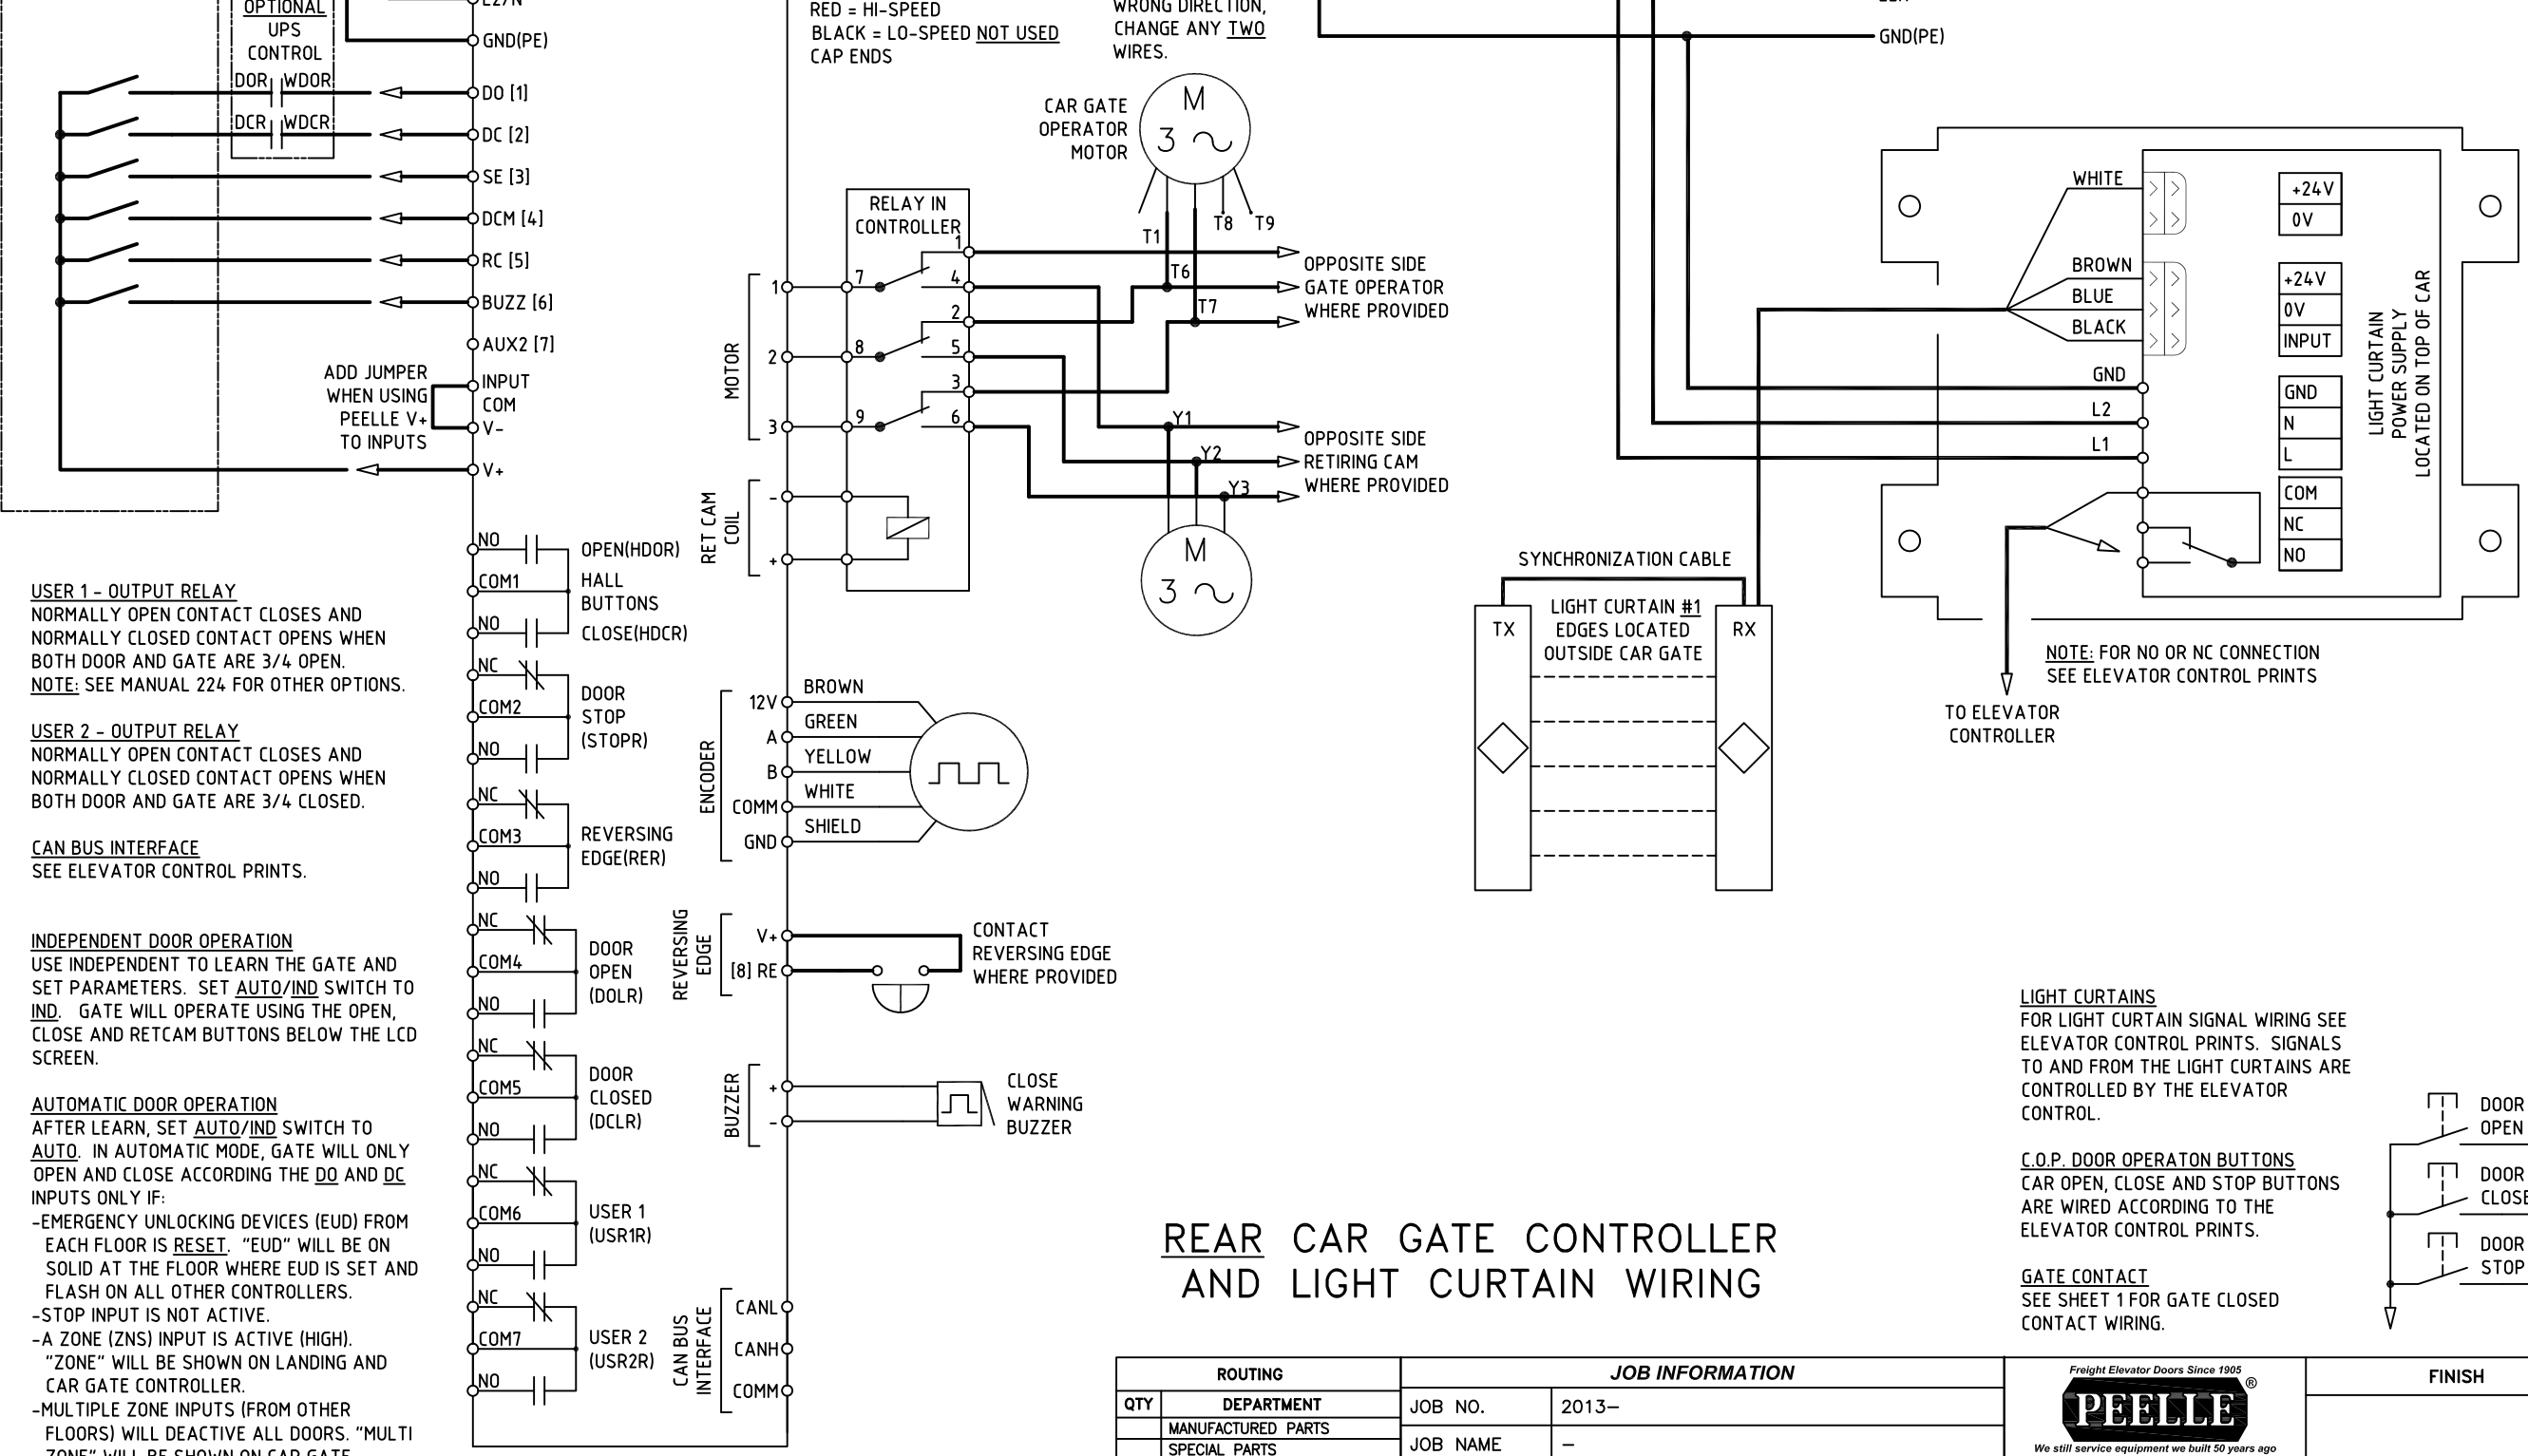 OPTIONAL
UPS
CONTROL
DOR
WDOR
DCR
WDCR
GND(PE)
DO [1]
DC [2]
SE [3]
DCM [4]
RC [5]
BUZZ [6]
AUX2 [7]
INPUT
COM
V-
V+
ADD JUMPER
WHEN USING
PEELLE V+
TO INPUTS
RED = HI-SPEED
BLACK = LO-SPEED NOT USED
CAP ENDS
WRONG DIRECTION,
CHANGE ANY TWO
WIRES.
CAR GATE
OPERATOR
MOTOR
M
3
T1
T6
T7
T8
T9
RELAY IN
CONTROLLER
1
7
4
2
8
5
3
9
6
MOTOR
1
2
3
RET CAM
COIL
-
+
OPPOSITE SIDE
GATE OPERATOR
WHERE PROVIDED
Y1
Y2
Y3
OPPOSITE SIDE
RETIRING CAM
WHERE PROVIDED
M
3
GND(PE)
WHITE
BROWN
BLUE
BLACK
GND
L2
L1
+24V
0V
+24V
0V
INPUT
GND
N
L
COM
NC
NO
LIGHT CURTAIN
POWER SUPPLY
LOCATED ON TOP OF CAR
NOTE: FOR NO OR NC CONNECTION
SEE ELEVATOR CONTROL PRINTS
TO ELEVATOR
CONTROLLER
SYNCHRONIZATION CABLE
TX
LIGHT CURTAIN #1
EDGES LOCATED
OUTSIDE CAR GATE
RX
USER 1 - OUTPUT RELAY
NORMALLY OPEN CONTACT CLOSES AND
NORMALLY CLOSED CONTACT OPENS WHEN
BOTH DOOR AND GATE ARE 3/4 OPEN.
NOTE: SEE MANUAL 224 FOR OTHER OPTIONS.
USER 2 - OUTPUT RELAY
NORMALLY OPEN CONTACT CLOSES AND
NORMALLY CLOSED CONTACT OPENS WHEN
BOTH DOOR AND GATE ARE 3/4 CLOSED.
CAN BUS INTERFACE
SEE ELEVATOR CONTROL PRINTS.
INDEPENDENT DOOR OPERATION
USE INDEPENDENT TO LEARN THE GATE AND
SET PARAMETERS. SET AUTO/IND SWITCH TO
IND. GATE WILL OPERATE USING THE OPEN,
CLOSE AND RETCAM BUTTONS BELOW THE LCD
SCREEN.
AUTOMATIC DOOR OPERATION
AFTER LEARN, SET AUTO/IND SWITCH TO
AUTO. IN AUTOMATIC MODE, GATE WILL ONLY
OPEN AND CLOSE ACCORDING THE DO AND DC
INPUTS ONLY IF:
-EMERGENCY UNLOCKING DEVICES (EUD) FROM
EACH FLOOR IS RESET. "EUD" WILL BE ON
SOLID AT THE FLOOR WHERE EUD IS SET AND
FLASH ON ALL OTHER CONTROLLERS.
-STOP INPUT IS NOT ACTIVE.
-A ZONE (ZNS) INPUT IS ACTIVE (HIGH).
"ZONE" WILL BE SHOWN ON LANDING AND
CAR GATE CONTROLLER.
-MULTIPLE ZONE INPUTS (FROM OTHER
FLOORS) WILL DEACTIVE ALL DOORS. "MULTI
ZONE" WILL BE SHOWN ON CAR GATE
NO
COM1
NO
OPEN(HDOR)
HALL
BUTTONS
CLOSE(HDCR)
NC
COM2
NO
DOOR
STOP
(STOPR)
NC
COM3
NO
REVERSING
EDGE(RER)
NC
COM4
NO
DOOR
OPEN
(DOLR)
NC
COM5
NO
DOOR
CLOSED
(DCLR)
NC
COM6
NO
USER 1
(USR1R)
NC
COM7
NO
USER 2
(USR2R)
ENCODER
12V
A
B
COMM
GND
BROWN
GREEN
YELLOW
WHITE
SHIELD
REVERSING
EDGE
V+
[8] RE
CONTACT
REVERSING EDGE
WHERE PROVIDED
BUZZER
+
-
CLOSE
WARNING
BUZZER
CAN BUS
INTERFACE
CANL
CANH
COMM
LIGHT CURTAINS
FOR LIGHT CURTAIN SIGNAL WIRING SEE
ELEVATOR CONTROL PRINTS. SIGNALS
TO AND FROM THE LIGHT CURTAINS ARE
CONTROLLED BY THE ELEVATOR
CONTROL.
C.O.P. DOOR OPERATON BUTTONS
CAR OPEN, CLOSE AND STOP BUTTONS
ARE WIRED ACCORDING TO THE
ELEVATOR CONTROL PRINTS.
GATE CONTACT
SEE SHEET 1 FOR GATE CLOSED
CONTACT WIRING.
DOOR
OPEN
DOOR
CLOSE
DOOR
STOP
REAR CAR GATE CONTROLLER
AND LIGHT CURTAIN WIRING
ROUTING
QTY
DEPARTMENT
MANUFACTURED PARTS
SPECIAL PARTS
JOB INFORMATION
JOB NO.
2013-
JOB NAME
-
Freight Elevator Doors Since 1905
PEELLE ®
We still service equipment we built 50 years ago
FINISH